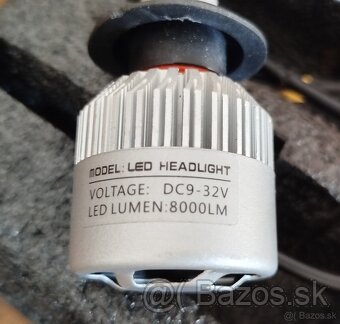 MODEL: LED HEADLIGHT
VOLTAGE: DC9-32V
LED LUMEN:8000LM
Bazos.sk